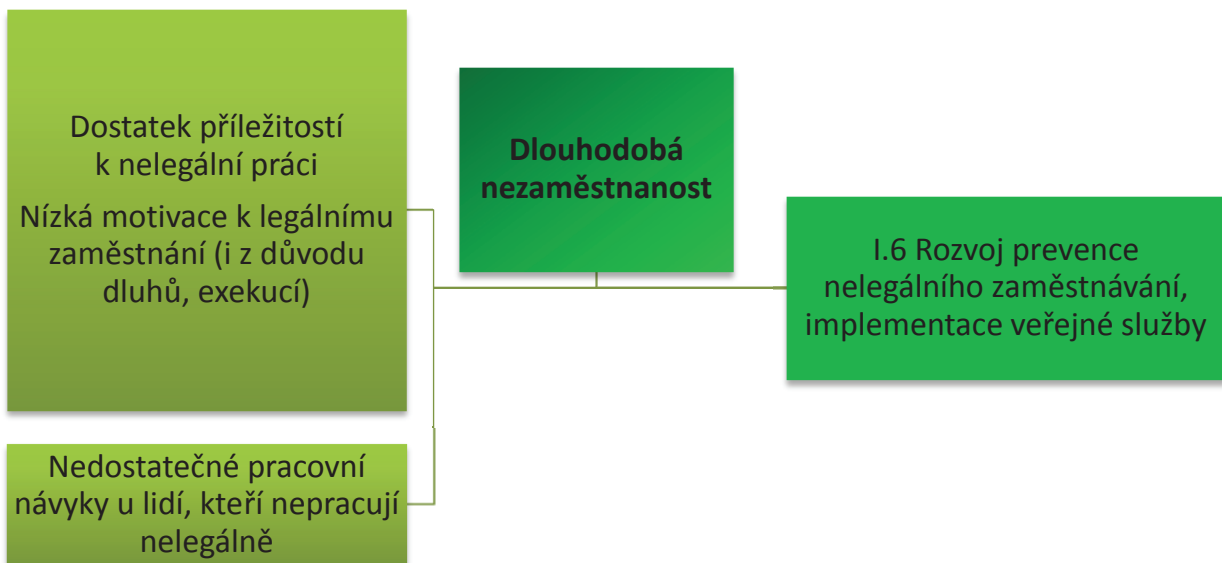 Dostatek příležitostí
k nelegální práci
Nízká motivace k legálnímu
zaměstnání (i z důvodu
dluhů, exekucí)
Nedostatečné pracovní
návyky u lidí, kteří nepracují
nelegálně
Dlouhodobá
nezaměstnanost
I.6 Rozvoj prevence
nelegálního zaměstnávání,
implementace veřejné služby